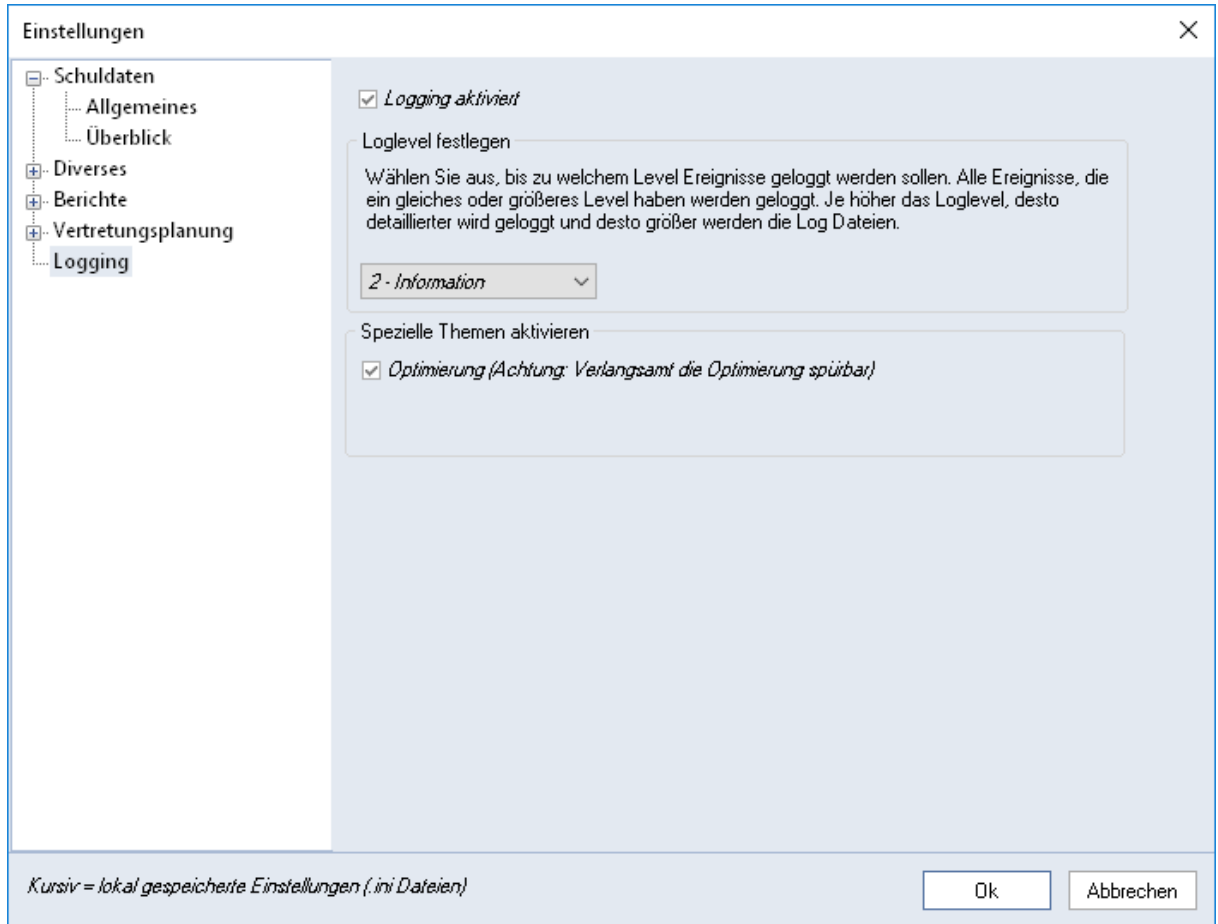 Einstellungen
Schuldaten
Allgemeines
Überblick
Diverses
Berichte
Vertretungsplanung
Logging
Logging aktiviert
Loglevel festlegen
Wählen Sie aus, bis zu welchem Level Ereignisse geloggt werden sollen. Alle Ereignisse, die
ein gleiches oder größeres Level haben werden geloggt. Je höher das Loglevel, desto
detaillierter wird geloggt und desto größer werden die Log Dateien.
2 - Information
Spezielle Themen aktivieren
Optimierung (Achtung: Verlangsamt die Optimierung spürbar)
Kursiv = lokal gespeicherte Einstellungen (.ini Dateien)
Ok
Abbrechen